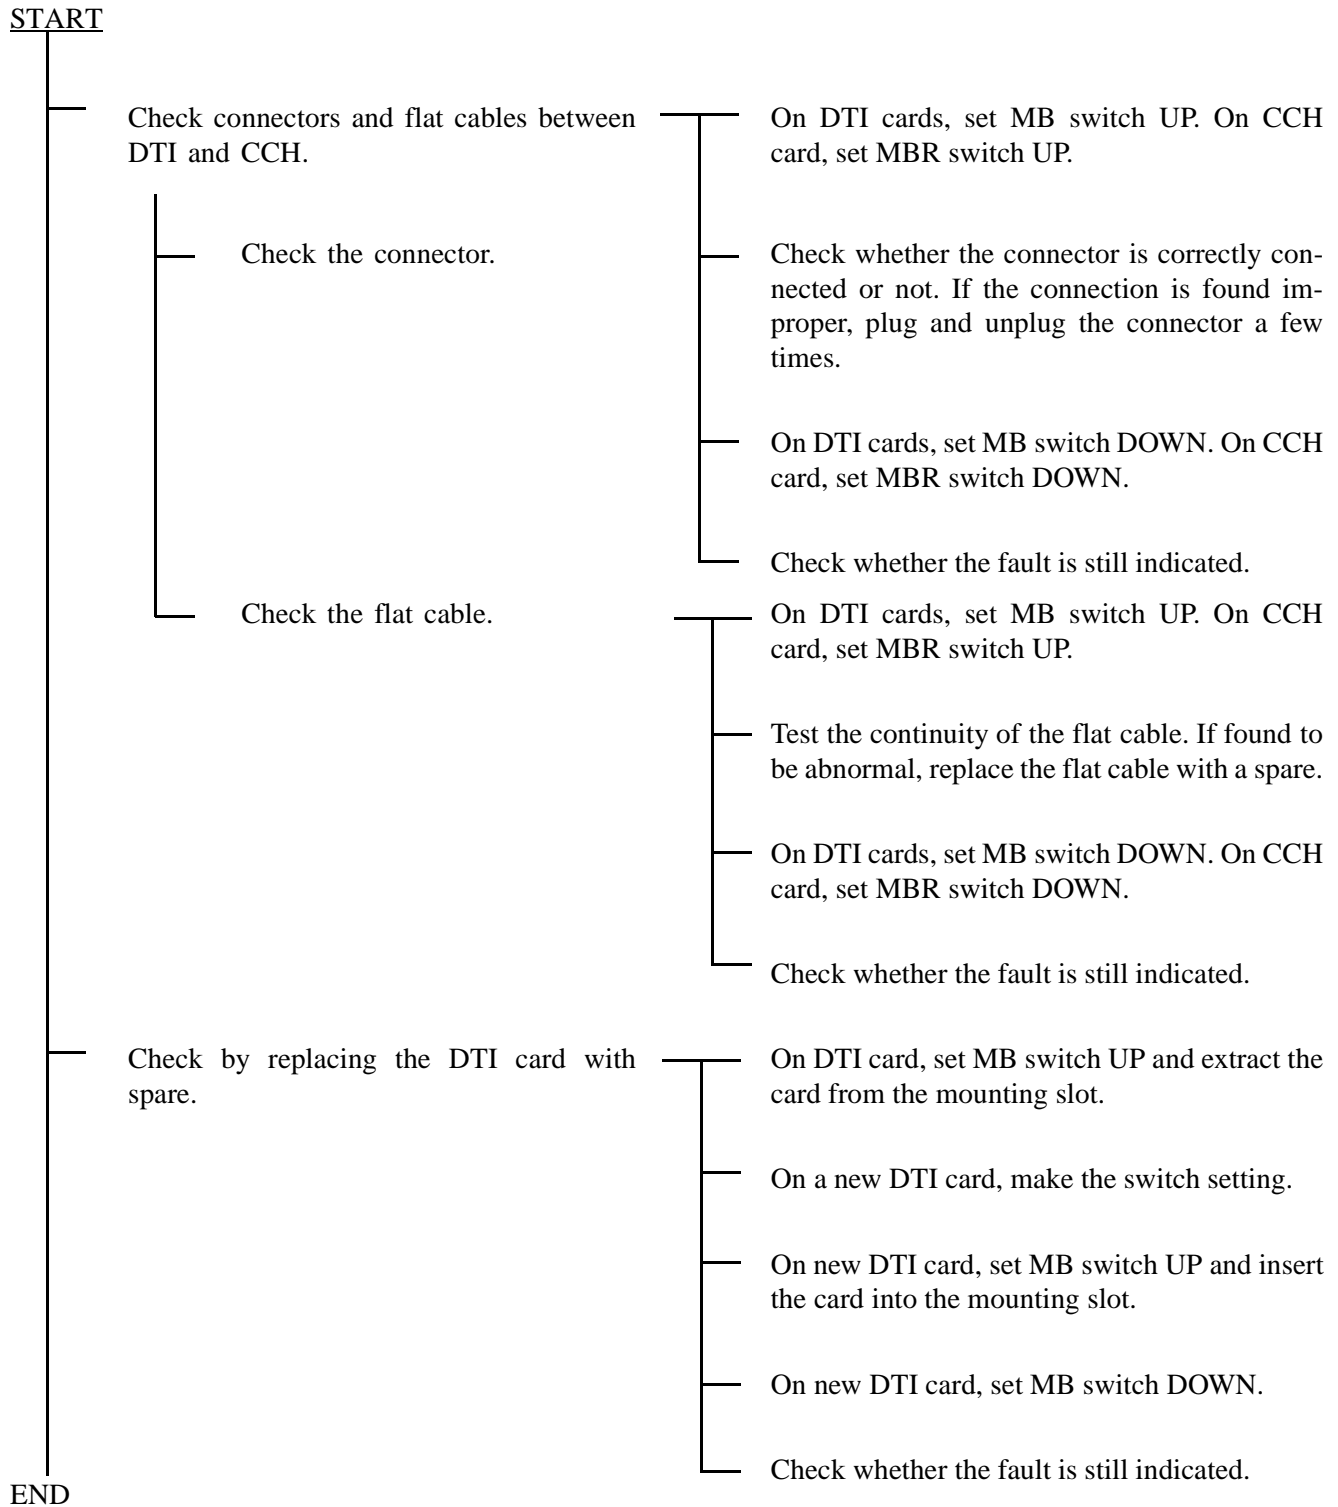 START
Check connectors and flat cables between
DTI and CCH.
On DTI cards, set MB switch UP. On CCH
card, set MBR switch UP.
Check the connector.
Check whether the connector is correctly con-
nected or not. If the connection is found im-
proper, plug and unplug the connector a few
times.
On DTI cards, set MB switch DOWN. On CCH
card, set MBR switch DOWN.
Check whether the fault is still indicated.
Check the flat cable.
On DTI cards, set MB switch UP. On CCH
card, set MBR switch UP.
Test the continuity of the flat cable. If found to
be abnormal, replace the flat cable with a spare.
On DTI cards, set MB switch DOWN. On CCH
card, set MBR switch DOWN.
Check whether the fault is still indicated.
Check by replacing the DTI card with
spare.
On DTI card, set MB switch UP and extract the
card from the mounting slot.
On a new DTI card, make the switch setting.
On new DTI card, set MB switch UP and insert
the card into the mounting slot.
On new DTI card, set MB switch DOWN.
Check whether the fault is still indicated.
END